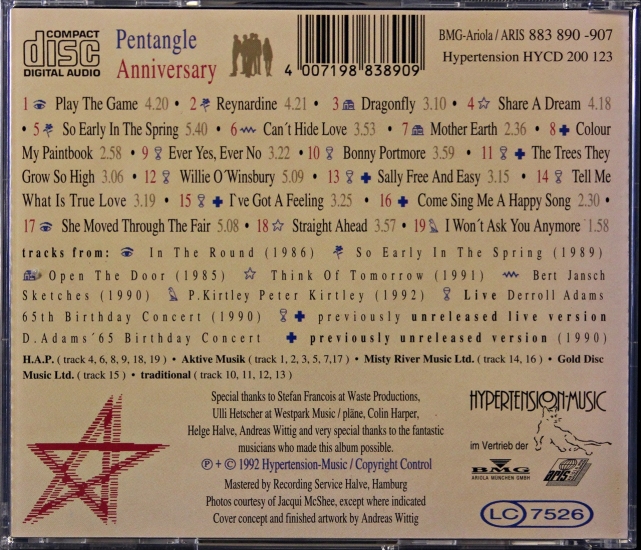 COMPACT
disc
DIGITAL AUDIO
Pentangle
Anniversary
4 007198 838909
BMG-Ariola / ARIS 883 890 -907
Hypertension HYCD 200 123
1 Play The Game 4.20 • 2 Reynardine 4.21 • 3 Dragonfly 3.10 • 4 Share A Dream 4.18
• 5 So Early In The Spring 5.40 • 6 Can´t Hide Love 3.53 • 7 Mother Earth 2.36 • 8 Colour
My Paintbook 2.58 • 9 Ever Yes, Ever No 3.22 • 10 Bonny Portmore 3.59 • 11 The Trees They
Grow So High 3.06 • 12 Willie O´Winsbury 5.09 • 13 Sally Free And Easy 3.15 • 14 Tell Me
What Is True Love 3.19 • 15 I´ve Got A Feeling 3.25 • 16 Come Sing Me A Happy Song 2.30 •
17 She Moved Through The Fair 5.08 • 18 Straight Ahead 3.57 • 19 I Won´t Ask You Anymore 1.58
tracks from: In The Round (1986) So Early In The Spring (1989)
Open The Door (1985) Think Of Tomorrow (1991) Bert Jansch
Sketches (1990) P.Kirtley Peter Kirtley (1992) Live Derroll Adams
65th Birthday Concert (1990) previously unreleased live version
D.Adams´65 Birthday Concert previously unreleased version (1990)
H.A.P. ( track 4, 6, 8, 9, 18, 19 ) • Aktive Musik ( track 1, 2, 3, 5, 7,17 ) • Misty River Music Ltd. ( track 14, 16 ) • Gold Disc
Music Ltd. ( track 15 ) • traditional ( track 10, 11, 12, 13 )
Special thanks to Stefan Francois at Waste Productions,
Ulli Hetscher at Westpark Music / pläne, Colin Harper,
Helge Halve, Andreas Wittig and very special thanks to the fantastic
musicians who made this album possible.
℗ + © 1992 Hypertension-Music / Copyright Control
Mastered by Recording Service Halve, Hamburg
Photos courtesy of Jacqui McShee, except where indicated
Cover concept and finished artwork by Andreas Wittig
HYPERTENSION-MUSIC
im Vertrieb der
BMG
ARIOLA MÜNCHEN GMBH
ARIS
LC 7526